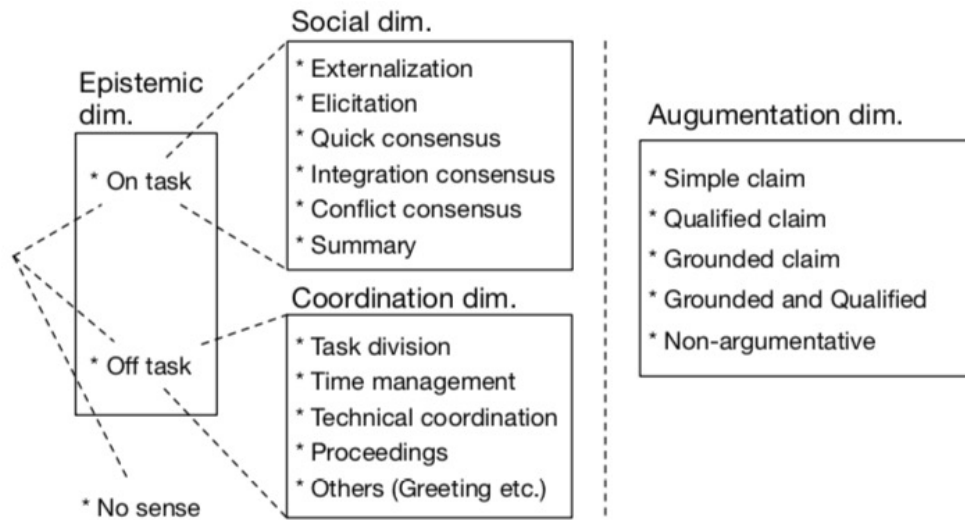 Social dim.
* Externalization
* Elicitation
* Quick consensus
* Integration consensus
* Conflict consensus
* Summary
Epistemic
dim.
* On task
* Off task
* No sense
Coordination dim.
* Task division
* Time management
* Technical coordination
* Proceedings
* Others (Greeting etc.)
Augumentation dim.
* Simple claim
* Qualified claim
* Grounded claim
* Grounded and Qualified
* Non-argumentative